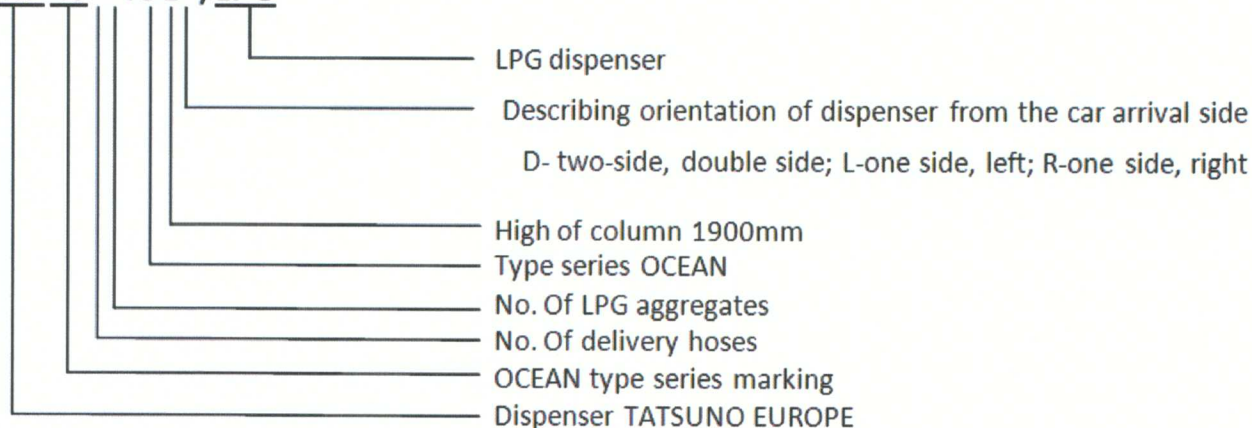 LPG dispenser
Describing orientation of dispenser from the car arrival side
D- two-side, double side; L-one side, left; R-one side, right
High of column 1900mm
Type series OCEAN
No. Of LPG aggregates
No. Of delivery hoses
OCEAN type series marking
Dispenser TATSUNO EUROPE